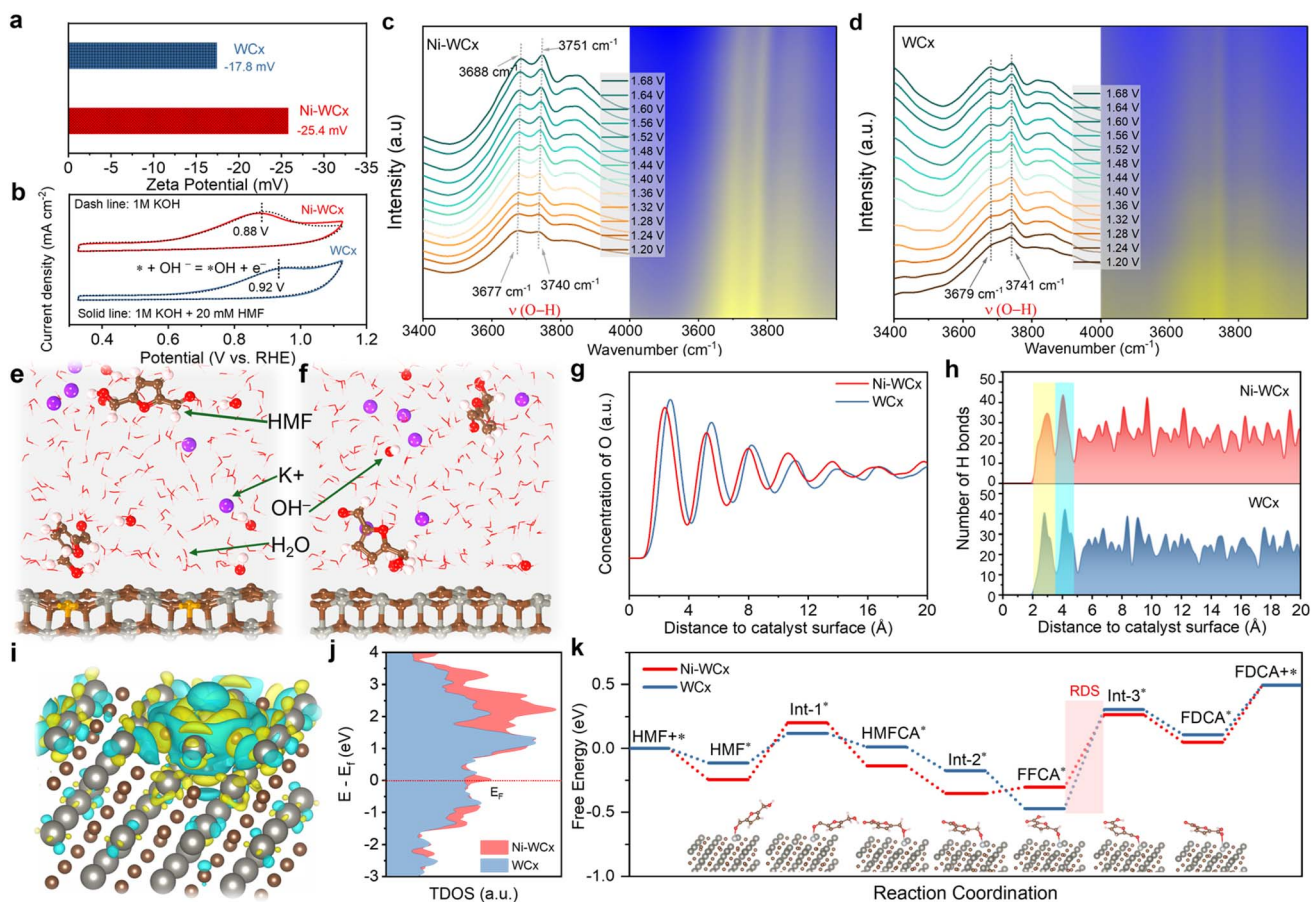 a
WCx
-17.8 mV
Ni-WCx
-25.4 mV
0 -5 -10 -15 -20 -25 -30 -35
Zeta Potential (mV)
b
Current density (mA cm⁻²)
Dash line: 1M KOH
Ni-WCx
0.88 V
WCx
∗ + OH⁻ = ∗OH + e⁻
0.92 V
Solid line: 1M KOH + 20 mM HMF
0.4 0.6 0.8 1.0 1.2
Potential (V vs. RHE)
c
Intensity (a.u)
Ni-WCx
3751 cm⁻¹
3688 cm⁻¹
1.68 V
1.64 V
1.60 V
1.56 V
1.52 V
1.48 V
1.44 V
1.40 V
1.36 V
1.32 V
1.28 V
1.24 V
1.20 V
3677 cm⁻¹
3740 cm⁻¹
ν (O–H)
3400 3600 3800 4000 3600 3800
Wavenumber (cm⁻¹)
d
Intensity (a.u.)
WCx
1.68 V
1.64 V
1.60 V
1.56 V
1.52 V
1.48 V
1.44 V
1.40 V
1.36 V
1.32 V
1.28 V
1.24 V
1.20 V
3679 cm⁻¹
3741 cm⁻¹
ν (O–H)
3400 3600 3800 4000 3600 3800
Wavenumber (cm⁻¹)
e
f
HMF
K+
OH⁻
H₂O
g
Concentration of O (a.u.)
Ni-WCx
WCx
0 4 8 12 16 20
Distance to catalyst surface (Å)
h
Number of H bonds
50
40
30
20
10
0
Ni-WCx
50
40
30
20
10
0
WCx
0 2 4 6 8 10 12 14 16 18 20
Distance to catalyst surface (Å)
i
j
E - E_f (eV)
4
3
2
1
0
-1
-2
-3
E_F
Ni-WCx
WCx
TDOS (a.u.)
k
Free Energy (eV)
0.5
0.0
-0.5
-1.0
Ni-WCx
WCx
HMF+∗
HMF∗
Int-1∗
HMFCA∗
Int-2∗
FFCA∗
RDS
Int-3∗
FDCA∗
FDCA+∗
Reaction Coordination